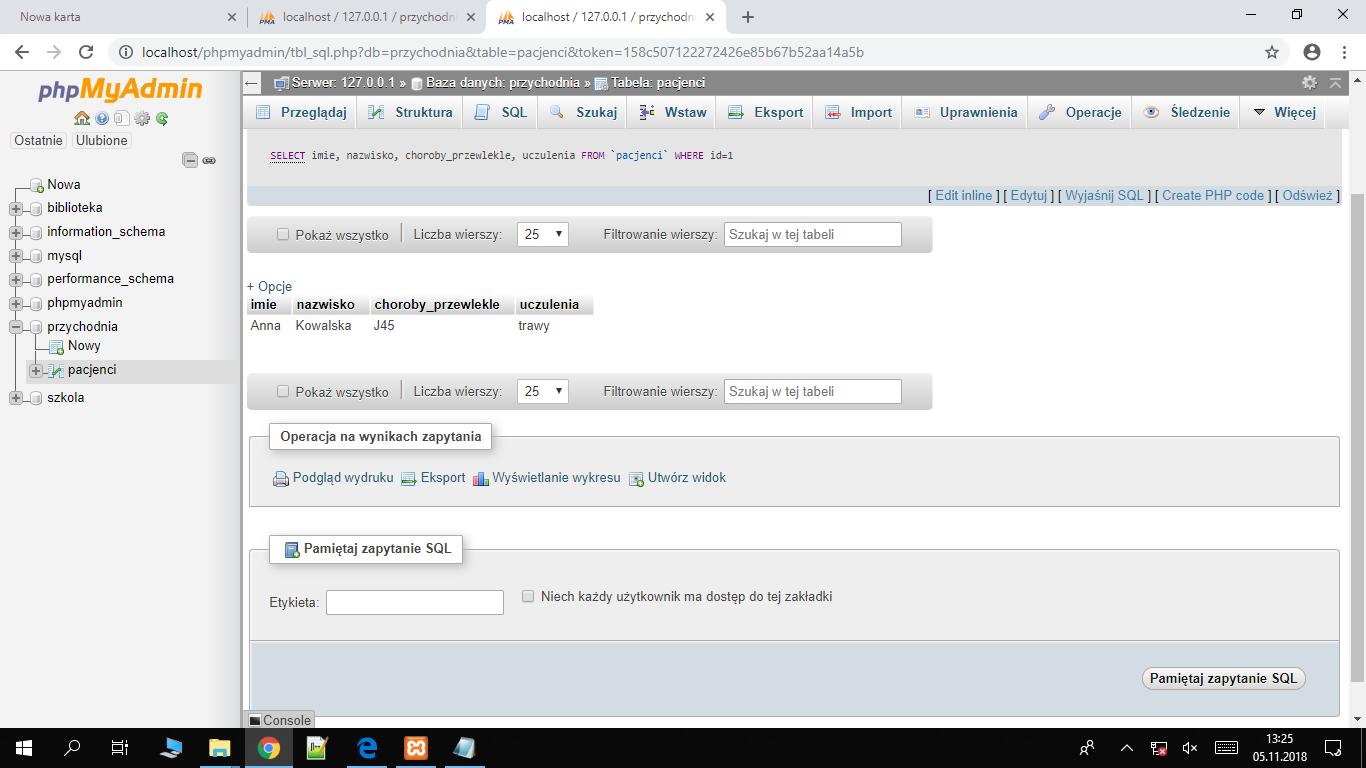 Nowa karta
localhost / 127.0.0.1 / przychodni
localhost / 127.0.0.1 / przychodni
localhost/phpmyadmin/tbl_sql.php?db=przychodnia&table=pacjenci&token=158c507122272426e85b67b52aa14a5b
phpMyAdmin
Ostatnie Ulubione
Nowa
biblioteka
information_schema
mysql
performance_schema
phpmyadmin
przychodnia
Nowy
pacjenci
szkola
Serwer: 127.0.0.1 » Baza danych: przychodnia » Tabela: pacjenci
Przeglądaj Struktura SQL Szukaj Wstaw Eksport Import Uprawnienia Operacje Śledzenie Więcej
SELECT imie, nazwisko, choroby_przewlekle, uczulenia FROM `pacjenci` WHERE id=1
[ Edit inline ] [ Edytuj ] [ Wyjaśnij SQL ] [ Create PHP code ] [ Odśwież ]
Pokaż wszystko Liczba wierszy: 25 Filtrowanie wierszy: Szukaj w tej tabeli
+ Opcje
imie nazwisko choroby_przewlekle uczulenia
Anna Kowalska J45 trawy
Pokaż wszystko Liczba wierszy: 25 Filtrowanie wierszy: Szukaj w tej tabeli
Operacja na wynikach zapytania
Podgląd wydruku Eksport Wyświetlanie wykresu Utwórz widok
Pamiętaj zapytanie SQL
Etykieta: Niech każdy użytkownik ma dostęp do tej zakładki
Pamiętaj zapytanie SQL
Console
13:25
05.11.2018